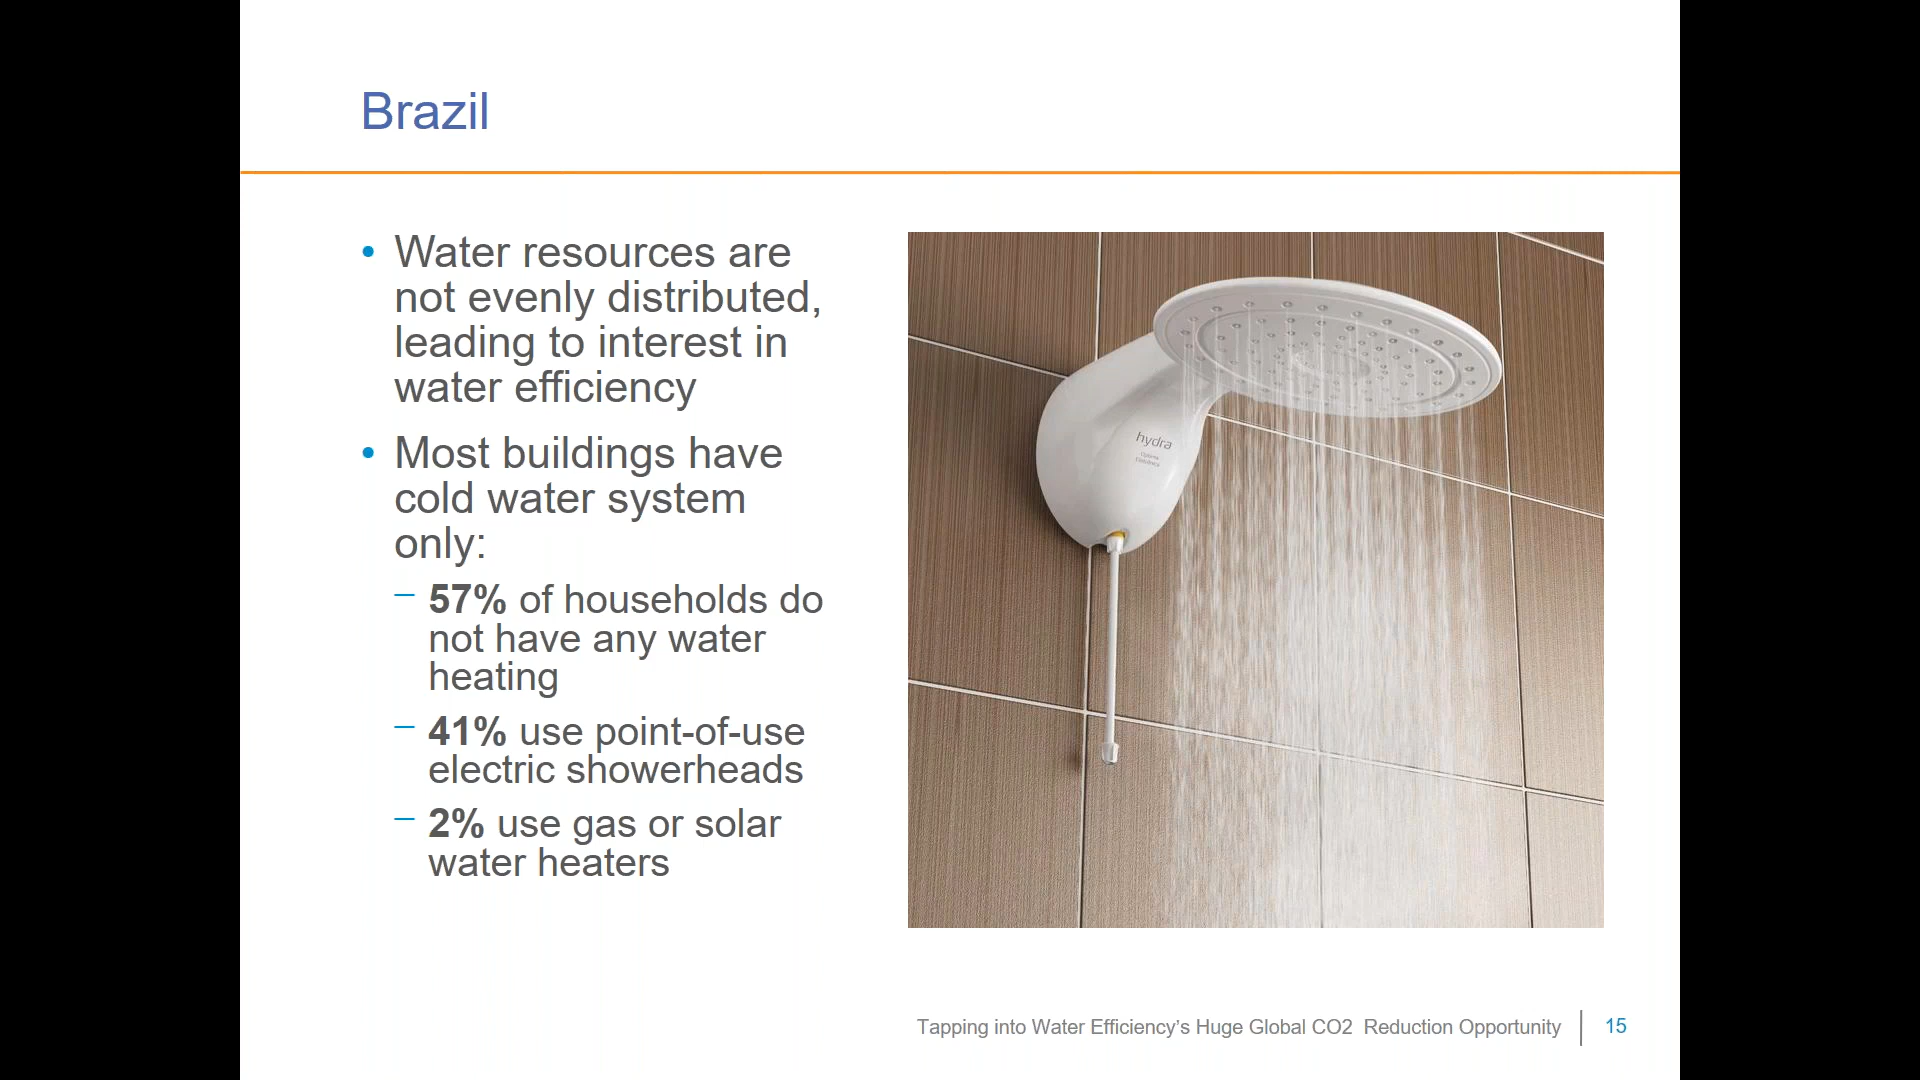 Brazil
• Water resources are
not evenly distributed,
leading to interest in
water efficiency
• Most buildings have
cold water system
only:
– 57% of households do
not have any water
heating
– 41% use point-of-use
electric showerheads
– 2% use gas or solar
water heaters
hydra
Tapping into Water Efficiency's Huge Global CO2 Reduction Opportunity
15